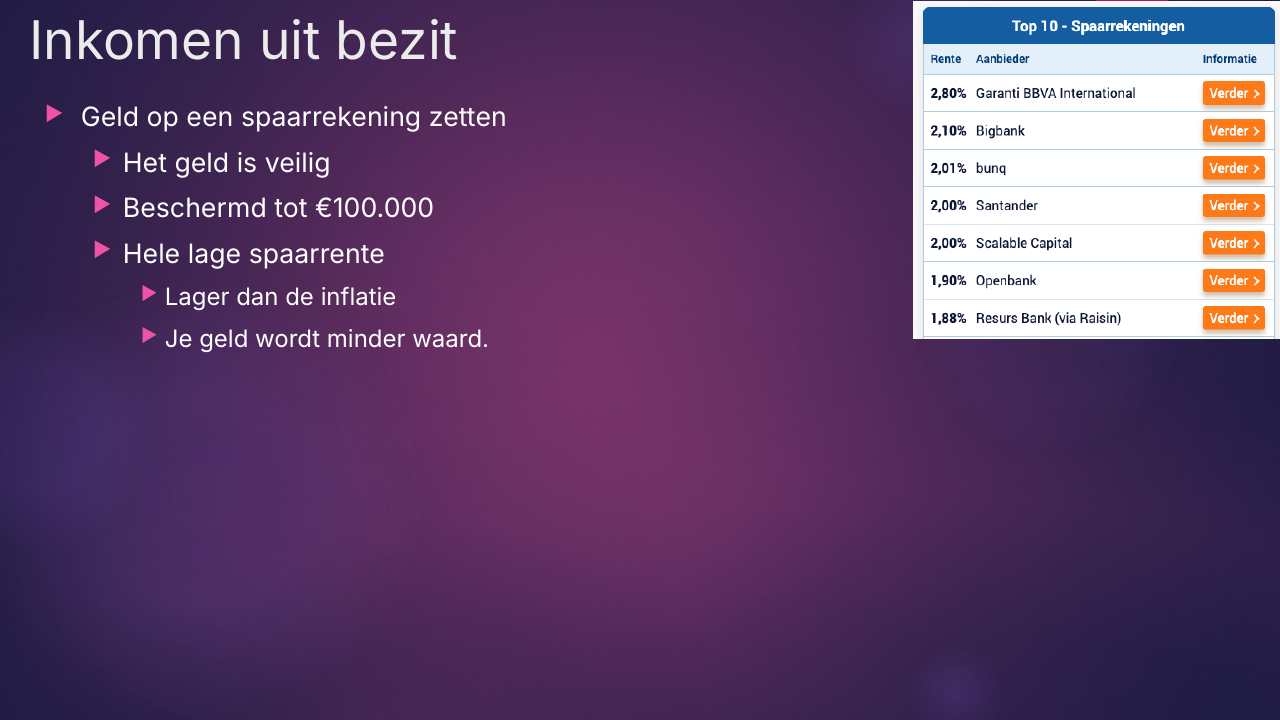 Inkomen uit bezit
Geld op een spaarrekening zetten
Het geld is veilig
Beschermd tot €100.000
Hele lage spaarrente
Lager dan de inflatie
Je geld wordt minder waard.
Top 10 - Spaarrekeningen
Rente Aanbieder Informatie
2,80% Garanti BBVA International Verder >
2,10% Bigbank Verder >
2,01% bunq Verder >
2,00% Santander Verder >
2,00% Scalable Capital Verder >
1,90% Openbank Verder >
1,88% Resurs Bank (via Raisin) Verder >